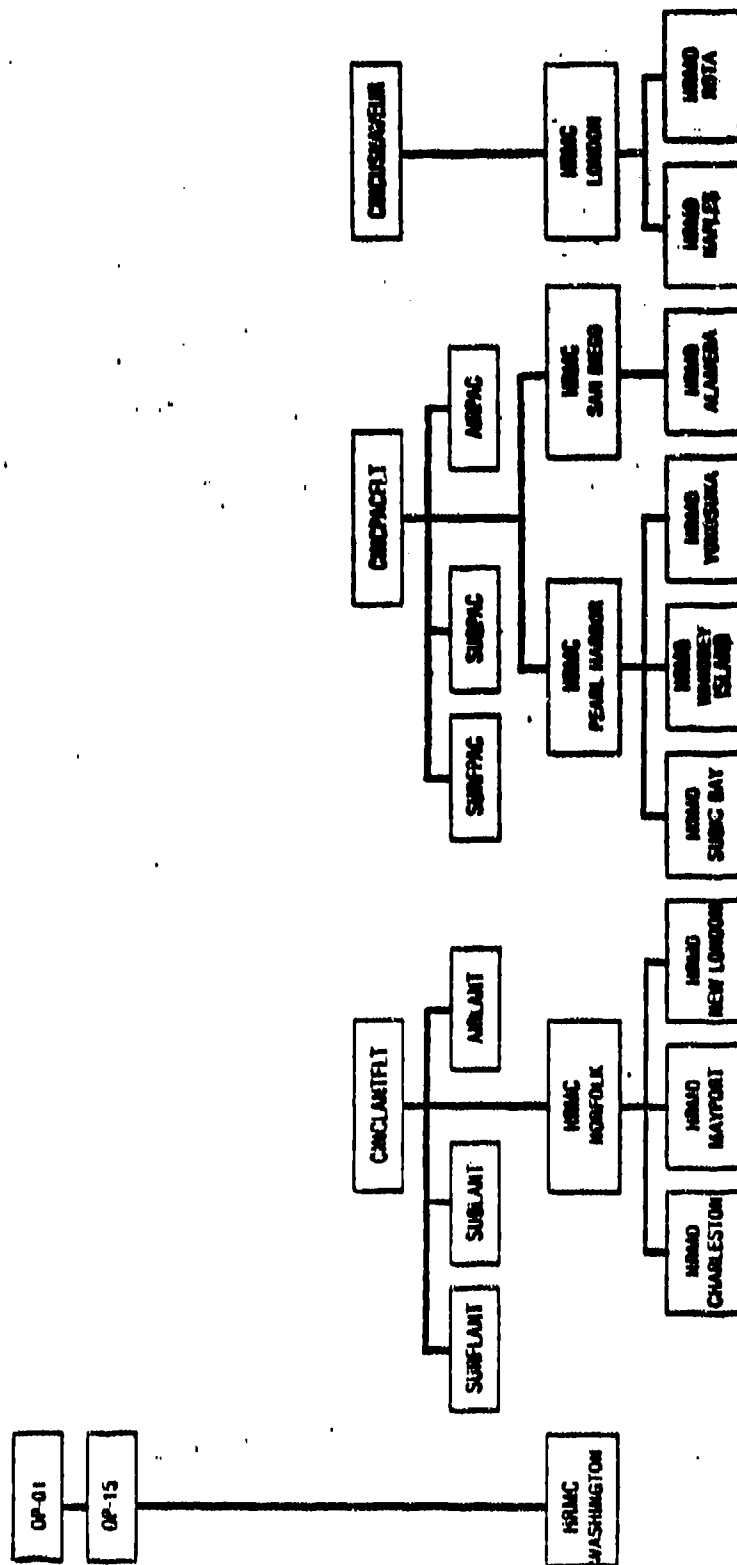 OP-01
OP-15
CINCLANTFLT
CINCPACFLT
CINCUSNAVEUR
SURFLANT
SUBLANT
AIRLANT
SURFPAC
SUBPAC
AIRPAC
HRMC
WASHINGTON
HRMC
NORFOLK
HRMC
PEARL HARBOR
HRMC
SAN DIEGO
HRMC
LONDON
HRMD
CHARLESTON
HRMD
MAYPORT
HRMD
NEW LONDON
HRMD
SUBIC BAY
HRMD
WHIDBEY
ISLAND
HRMD
YOKOSUKA
HRMD
ALAMEDA
HRMD
NAPLES
HRMD
ROTA